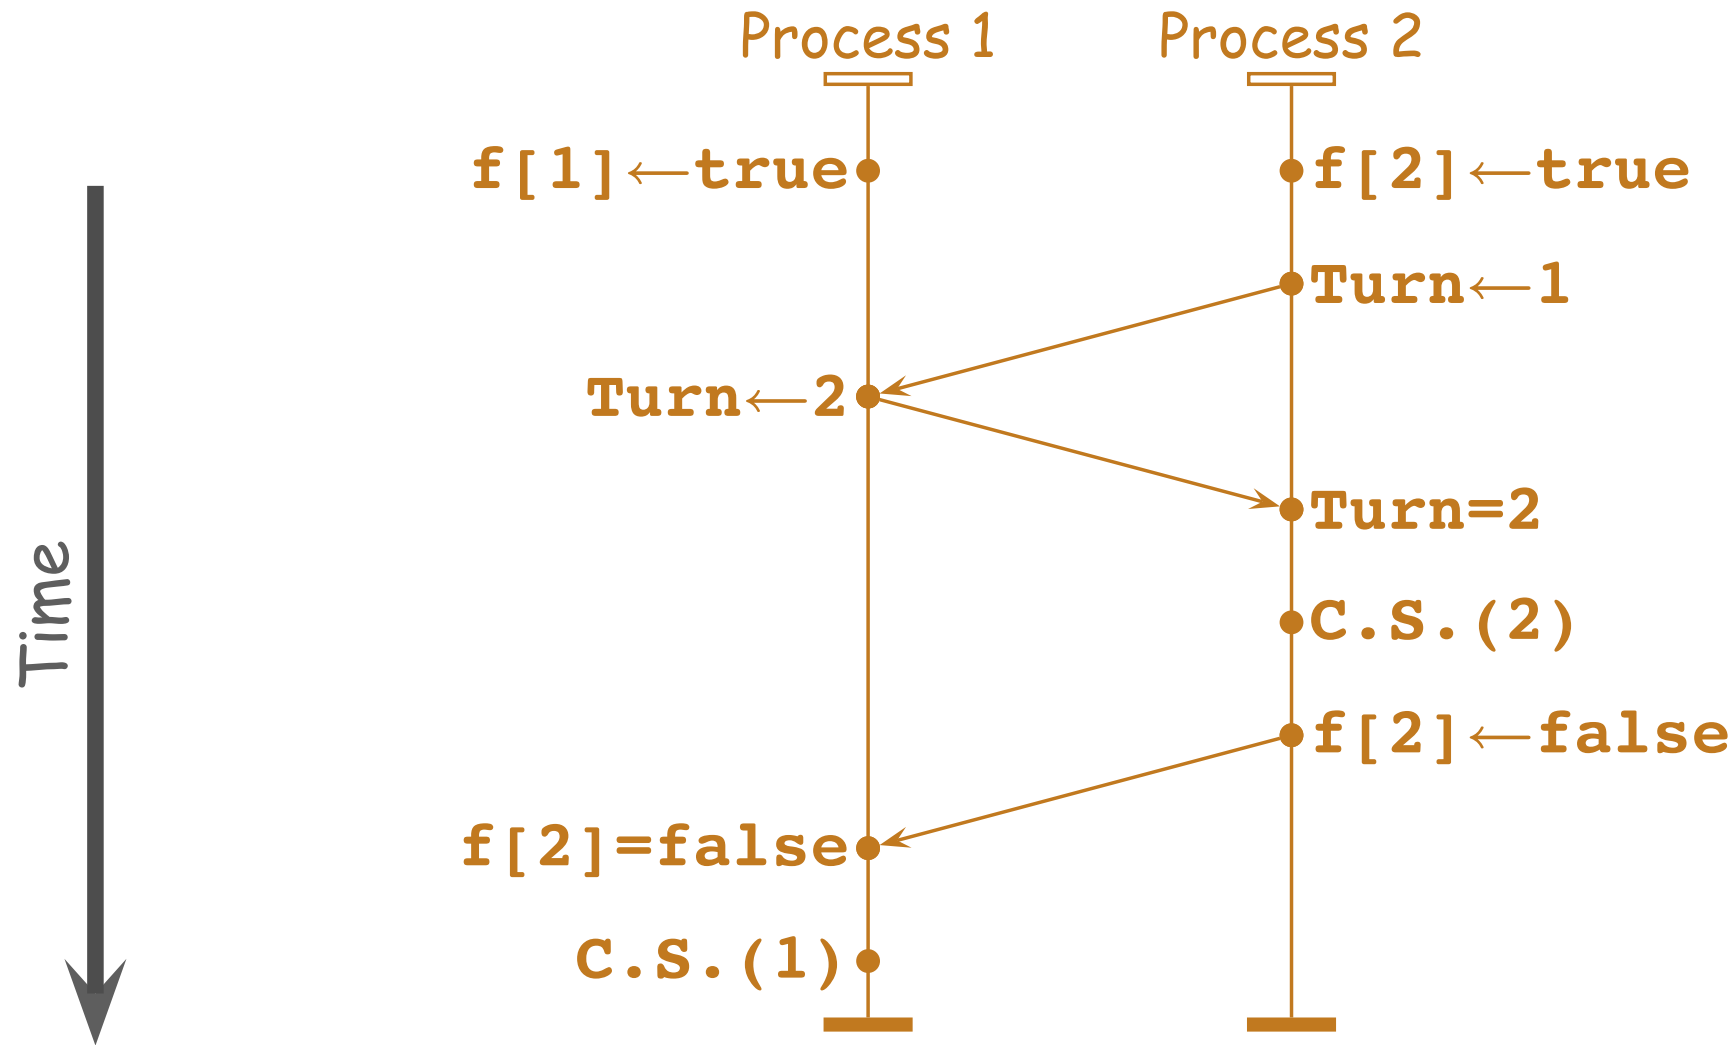 Process 1 Process 2
f[1]←true f[2]←true
Turn←1
Turn←2
Turn=2
C.S.(2)
f[2]←false
f[2]=false
C.S.(1)
Time